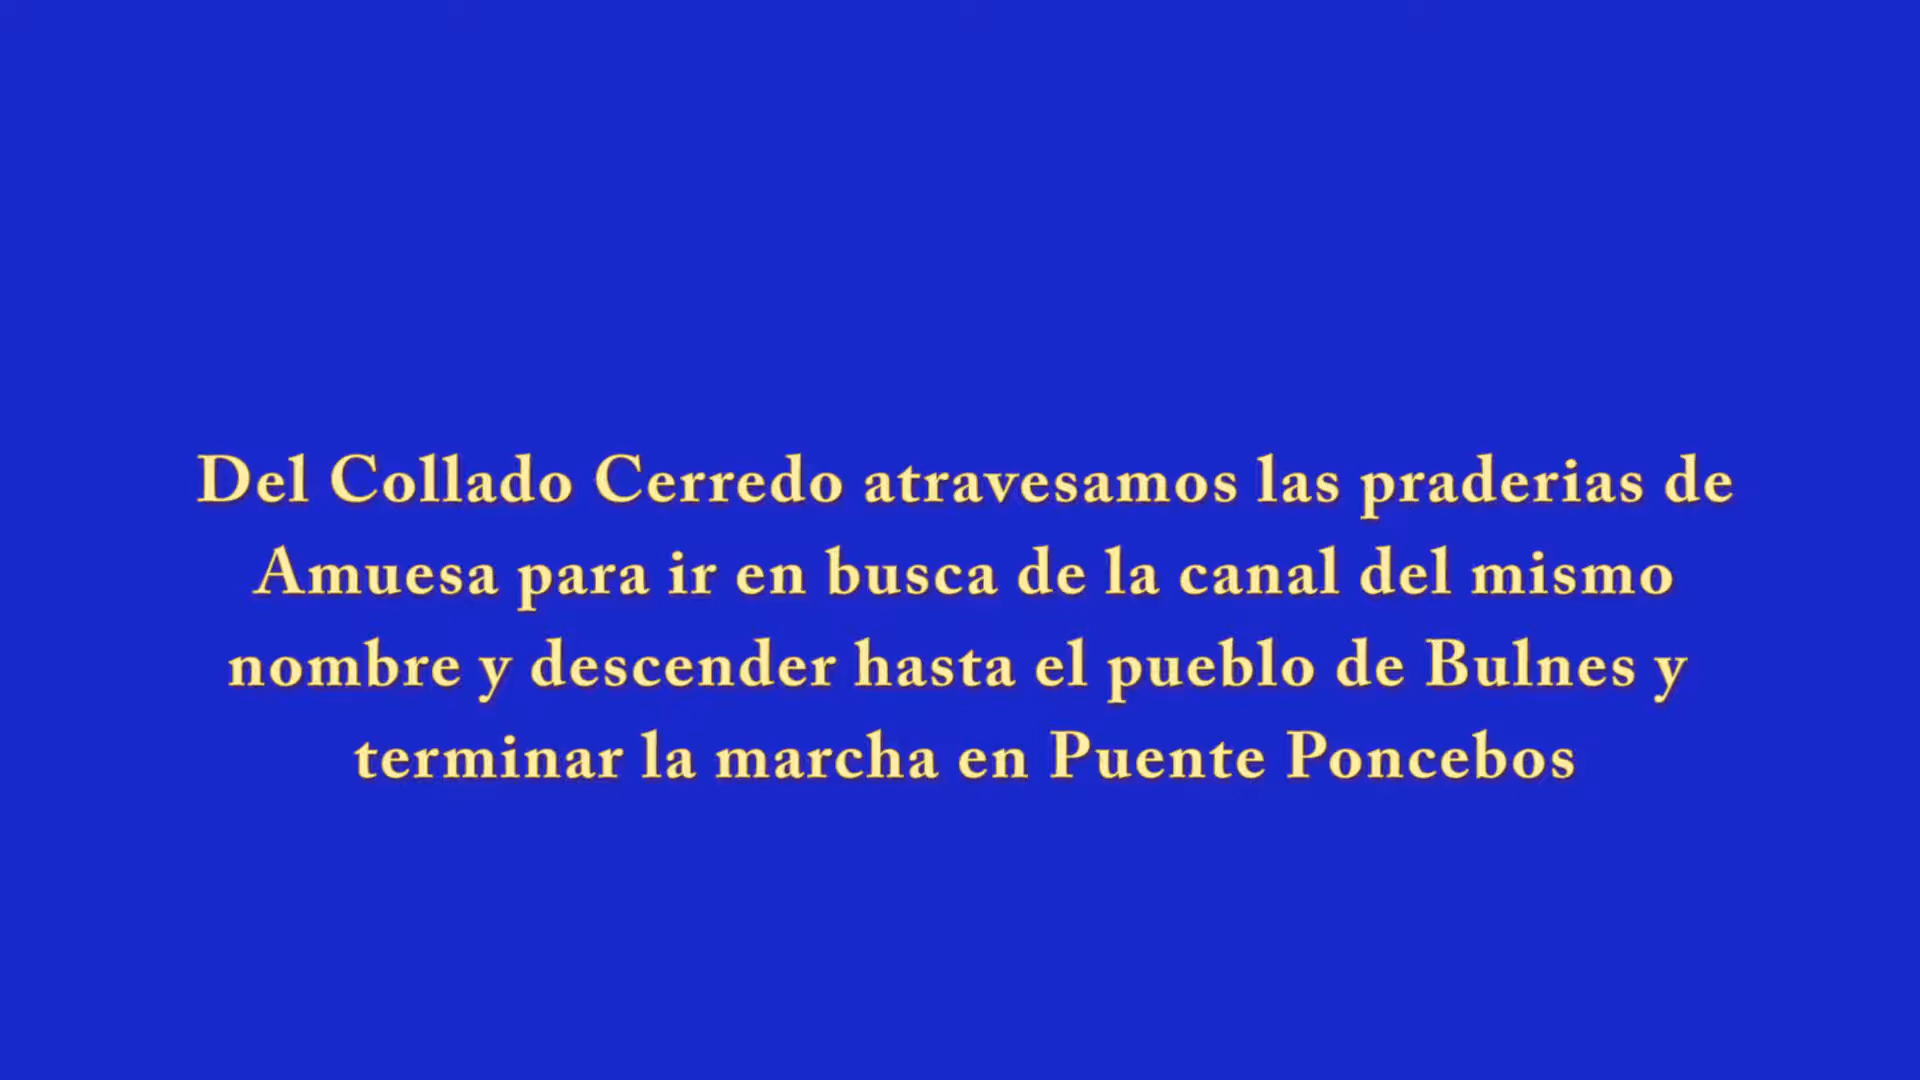 Del Collado Cerredo atravesamos las praderias de
Amuesa para ir en busca de la canal del mismo
nombre y descender hasta el pueblo de Bulnes y
terminar la marcha en Puente Poncebos